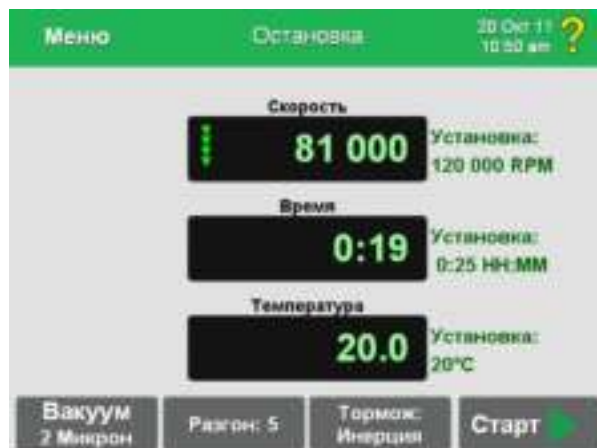 Меню
Остановка
20 Окт 11
10:50 am
?
Скорость
81 000
Установка:
120 000 RPM
Время
0:19
Установка:
0:25 HH:MM
Температура
20.0
Установка:
20°C
Вакуум
2 Микрон
Разгон: 5
Тормож:
Инерция
Старт